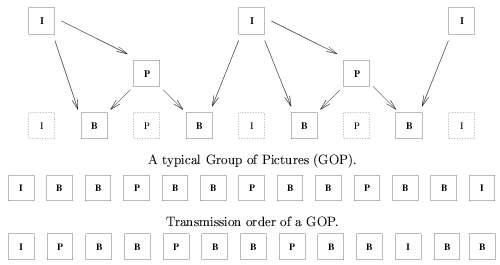 I I I
P P
I B P B I B P B I
A typical Group of Pictures (GOP).
I B B P B B P B B P B B I
Transmission order of a GOP.
I P B B P B B P B B I B B